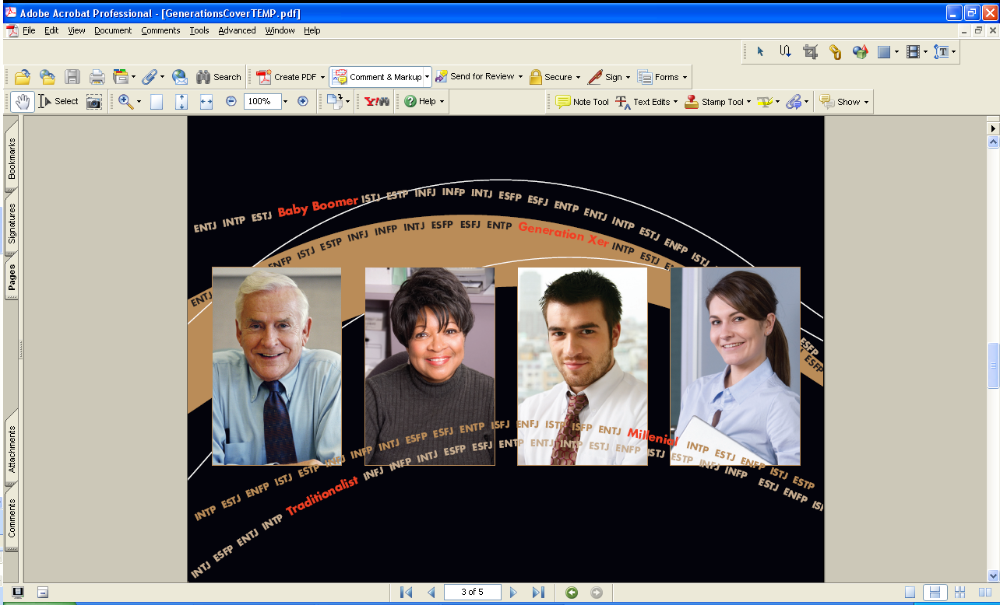 Adobe Acrobat Professional - [GenerationsCoverTEMP.pdf]
File Edit View Document Comments Tools Advanced Window Help
Search Create PDF Comment & Markup Send for Review Secure Sign Forms
Select 100% Y! Help Note Tool Text Edits Stamp Tool Show
Bookmarks
Signatures
Pages
Attachments
Comments
ENTJ INTP ESTJ Baby Boomer ISTJ ESTP INFJ INFP INTJ ESFP ESFJ ENTP ENTJ INTP ESTJ ENFP ISTJ
ENTJ ENFP ISTJ ESTP INFJ INFP INTJ ESFP ESFJ ENTP Generation Xer INTP ESTJ
ESFP
ESFP
INTP ESTJ ENFP ISTJ ESTP INFJ INFP INTJ ESFP ESFJ ENTP ISFJ ENFJ ISTP ISFP ENTJ Millenial INTP ESTJ ENFP ISTJ ESTP
INTJ ESFP ENTJ INTP Traditionalist INFJ INFP INTJ ESFP ESFJ ENTP ENTJ INTP ESTJ ENFP ISTJ ESTP INFJ INFP ESTJ ENFP
3 of 5